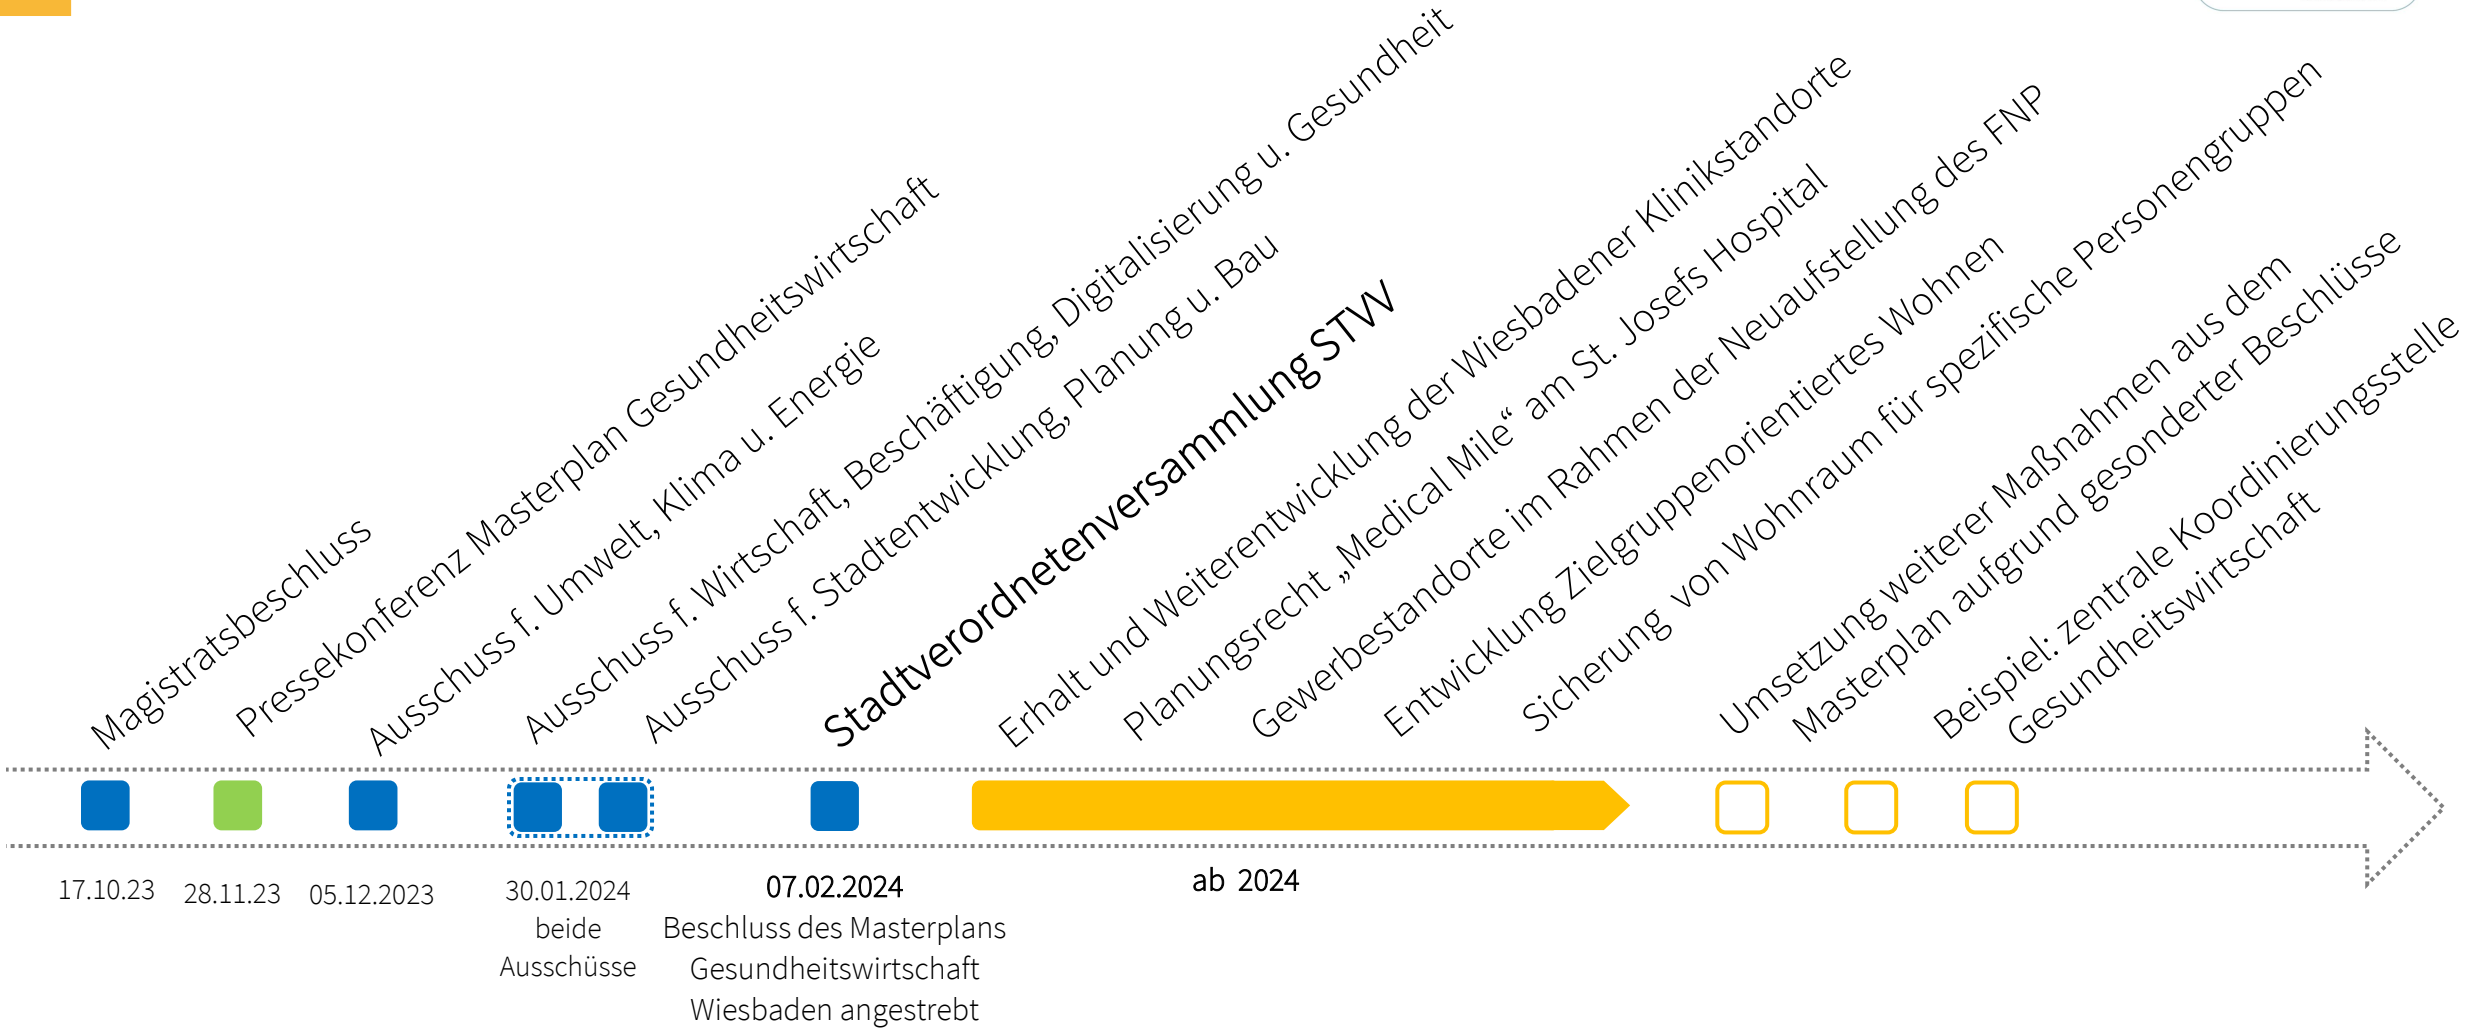 Magistratsbeschluss
Pressekonferenz Masterplan Gesundheitswirtschaft
Ausschuss f. Umwelt, Klima u. Energie
Ausschuss f. Wirtschaft, Beschäftigung, Digitalisierung u. Gesundheit
Ausschuss f. Stadtentwicklung, Planung u. Bau
Stadtverordnetenversammlung STVV
Erhalt und Weiterentwicklung der Wiesbadener Klinikstandorte
Planungsrecht „Medical Mile“ am St. Josefs Hospital
Gewerbestandorte im Rahmen der Neuaufstellung des FNP
Entwicklung Zielgruppenorientiertes Wohnen
Sicherung von Wohnraum für spezifische Personengruppen
Umsetzung weiterer Maßnahmen aus dem
Masterplan aufgrund gesonderter Beschlüsse
Beispiel: zentrale Koordinierungsstelle
Gesundheitswirtschaft
17.10.23
28.11.23
05.12.2023
30.01.2024
beide
Ausschüsse
07.02.2024
Beschluss des Masterplans
Gesundheitswirtschaft
Wiesbaden angestrebt
ab 2024